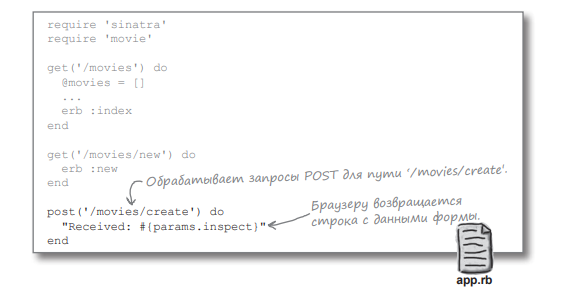 require 'sinatra'
require 'movie'
get('/movies') do
@movies = []
...
erb :index
end
get('/movies/new') do
erb :new
end
Обрабатывает запросы POST для пути '/movies/create'.
post('/movies/create') do
"Received: #{params.inspect}"
end
Браузеру возвращается
строка с данными формы.
app.rb